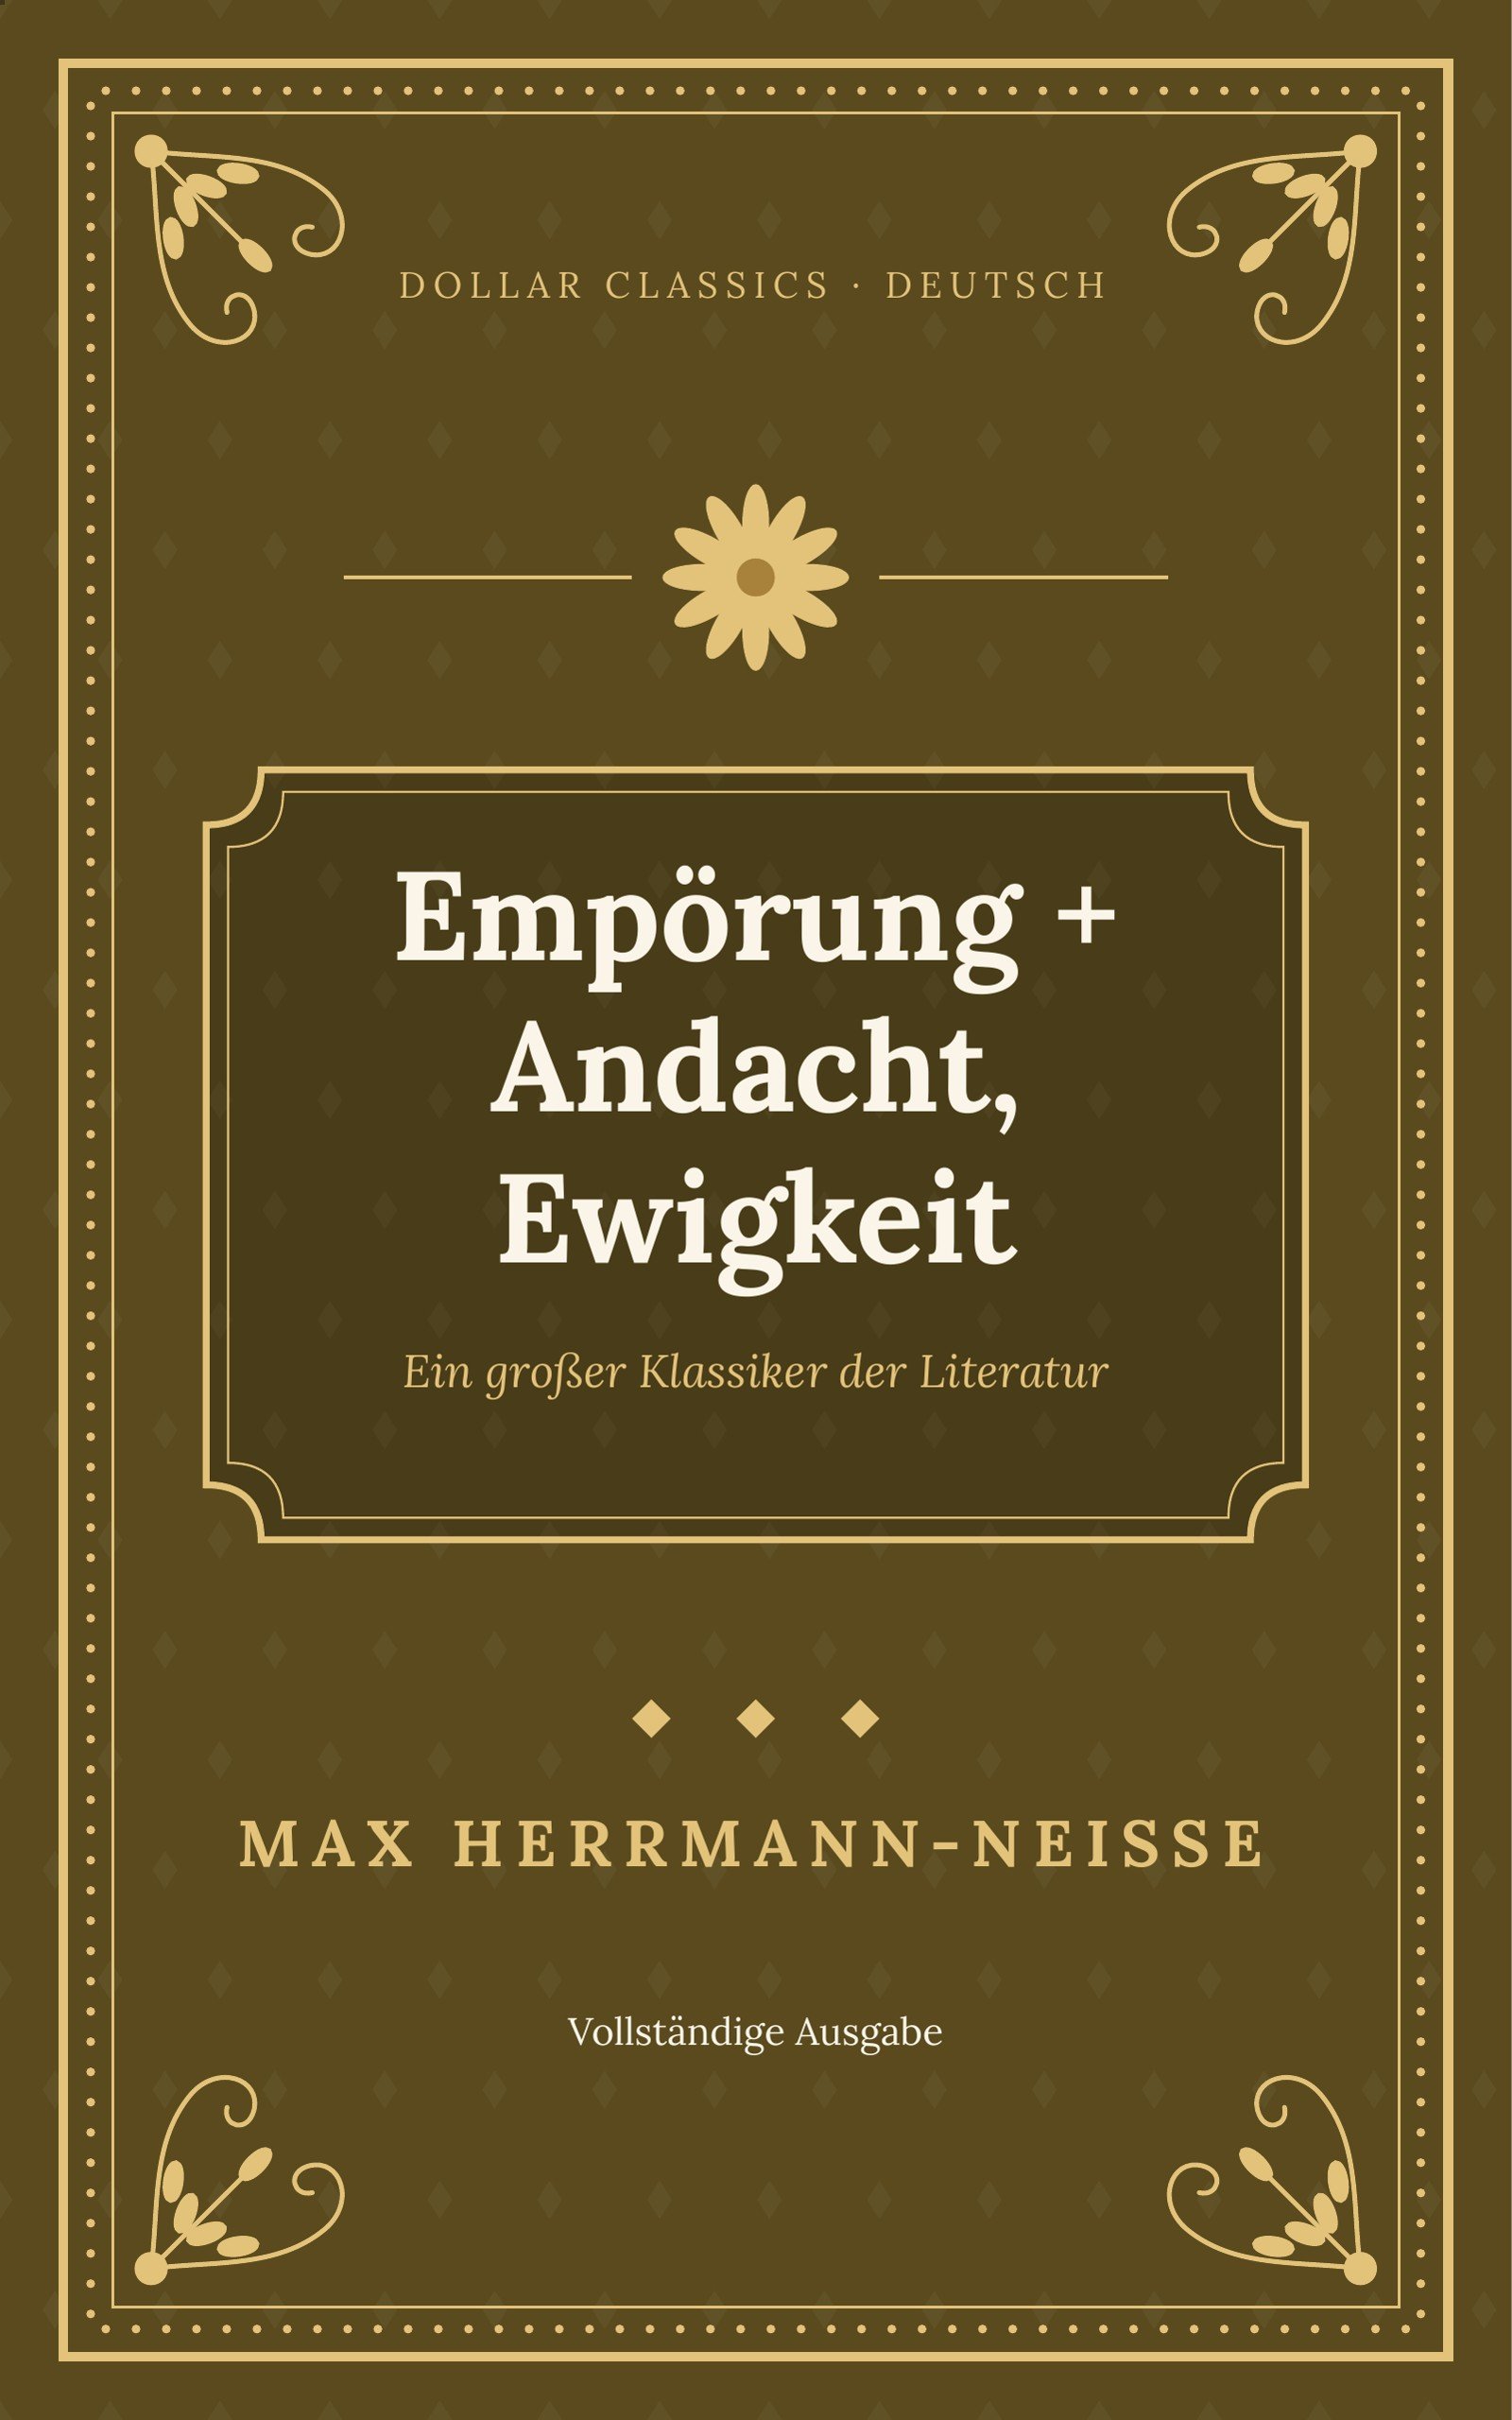 DOLLAR CLASSICS · DEUTSCH
Empörung +
Andacht,
Ewigkeit
Ein großer Klassiker der Literatur
MAX HERRMANN-NEISSE
Vollständige Ausgabe